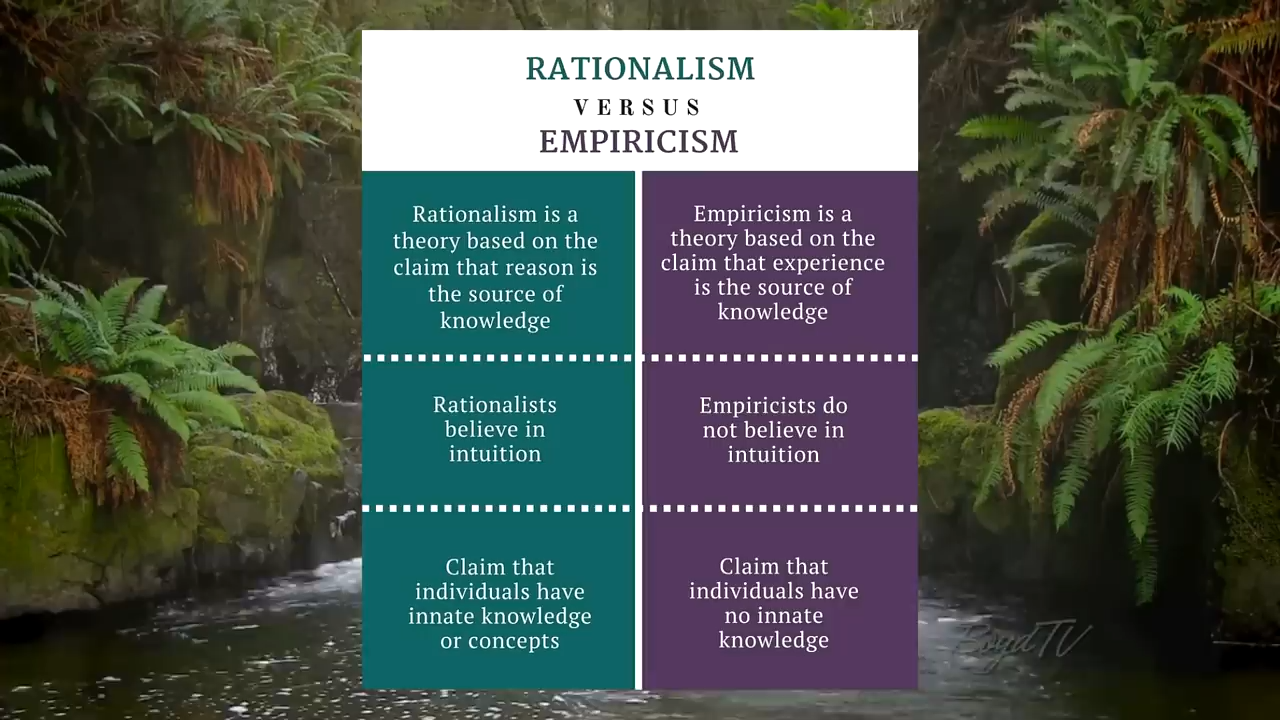 RATIONALISM
VERSUS
EMPIRICISM
Rationalism is a
theory based on the
claim that reason is
the source of
knowledge
Empiricism is a
theory based on the
claim that experience
is the source of
knowledge
Rationalists
believe in
intuition
Empiricists do
not believe in
intuition
Claim that
individuals have
innate knowledge
or concepts
Claim that
individuals have
no innate
knowledge
BoydTV